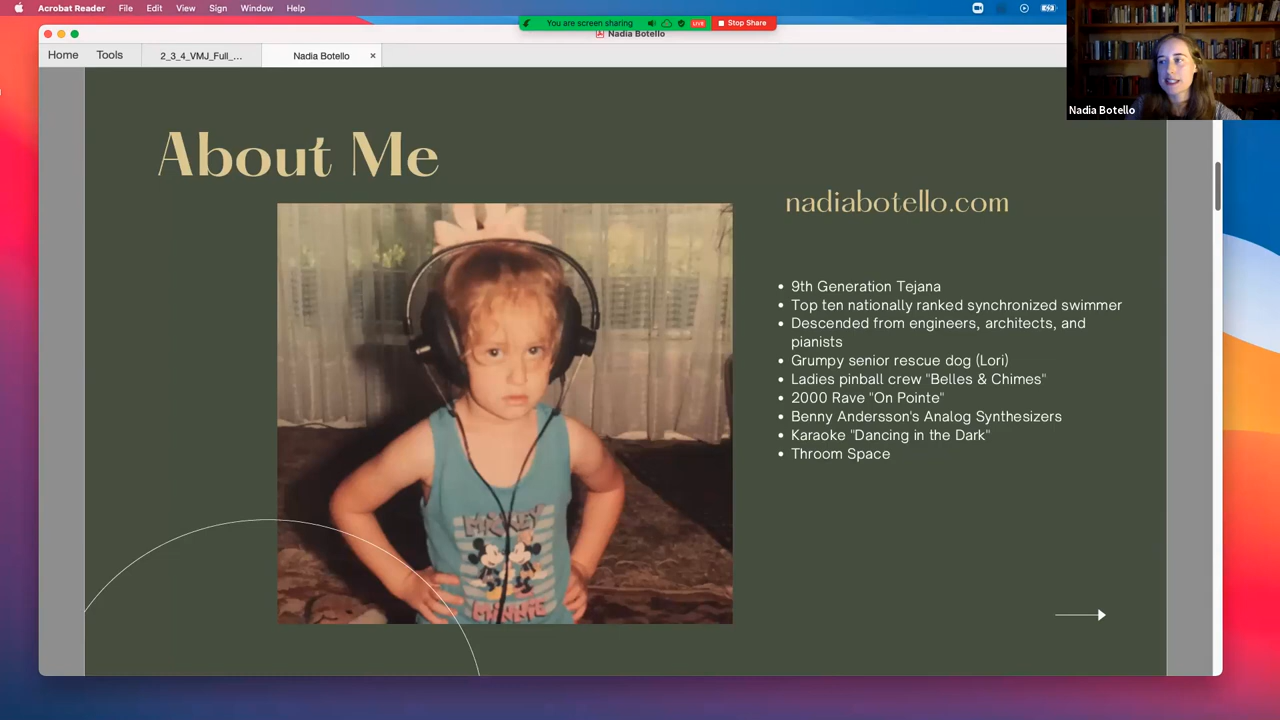 Acrobat Reader File Edit View Sign Window Help
You are screen sharing LIVE Stop Share
Nadia Botello
Home Tools 2_3_4_VMJ_Full_... Nadia Botello
Nadia Botello
About Me
nadiabotello.com
• 9th Generation Tejana
• Top ten nationally ranked synchronized swimmer
• Descended from engineers, architects, and
pianists
• Grumpy senior rescue dog (Lori)
• Ladies pinball crew "Belles & Chimes"
• 2000 Rave "On Pointe"
• Benny Andersson's Analog Synthesizers
• Karaoke "Dancing in the Dark"
• Throom Space
MICKEY
MINNIE